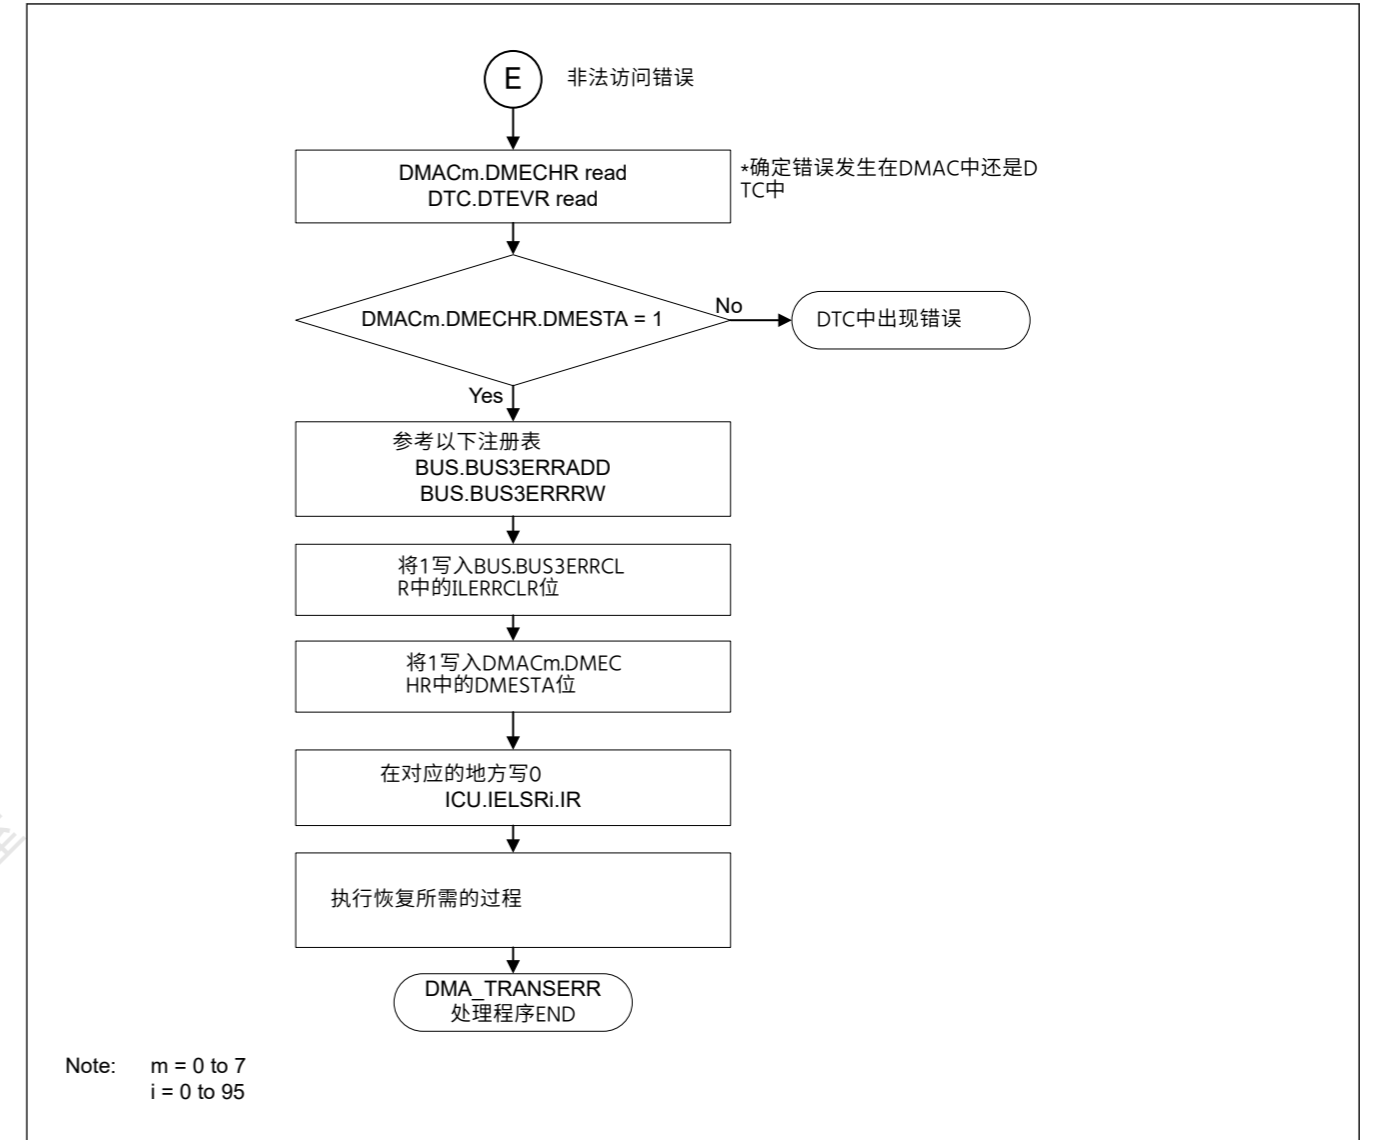 E
非法访问错误
DMACm.DMECHR read
DTC.DTEVR read
*确定错误发生在DMAC中还是D
TC中
DMACm.DMECHR.DMESTA = 1
No
DTC中出现错误
Yes
参考以下注册表
BUS.BUS3ERRADD
BUS.BUS3ERRRW
将1写入BUS.BUS3ERRCL
R中的ILERRCLR位
将1写入DMACm.DMEC
HR中的DMESTA位
在对应的地方写0
ICU.IELSRi.IR
执行恢复所需的过程
DMA_TRANSERR
处理程序END
Note: m = 0 to 7
i = 0 to 95